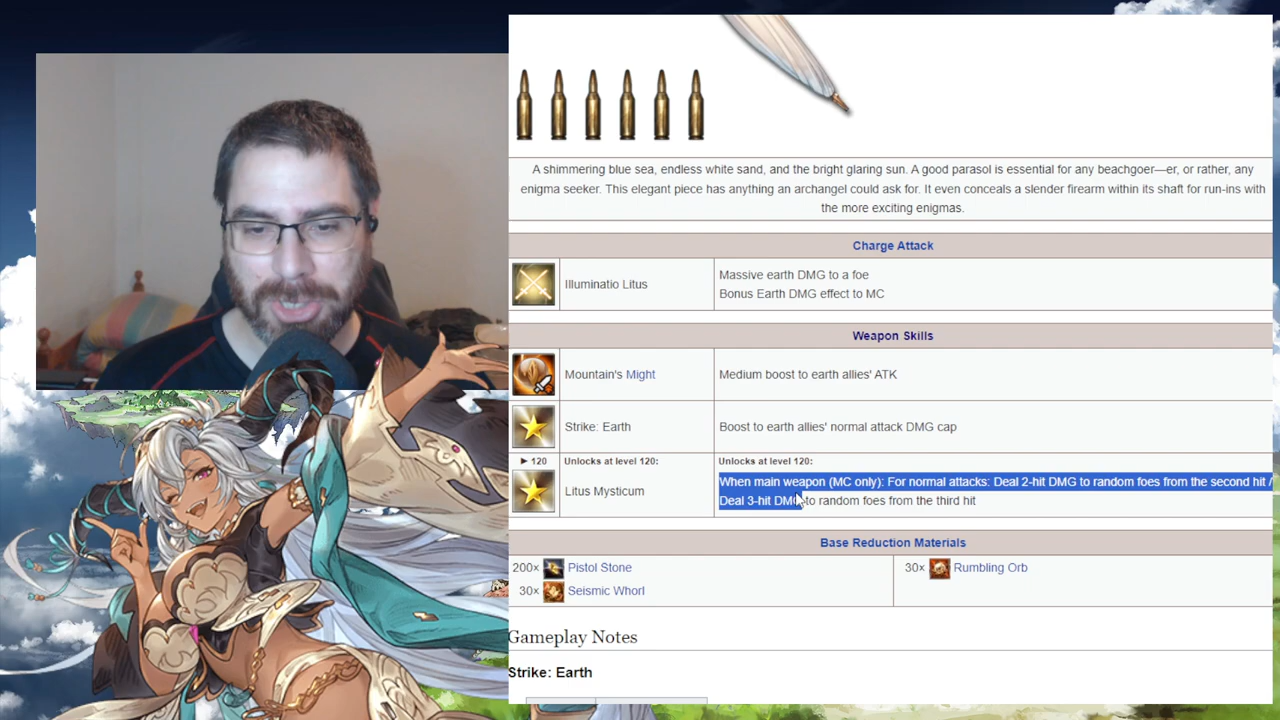 A shimmering blue sea, endless white sand, and the bright glaring sun. A good parasol is essential for any beachgoer—er, or rather, any
enigma seeker. This elegant piece has anything an archangel could ask for. It even conceals a slender firearm within its shaft for run-ins with
the more exciting enigmas.
Charge Attack
Illuminatio Litus
Massive earth DMG to a foe
Bonus Earth DMG effect to MC
Weapon Skills
Mountain's Might
Medium boost to earth allies' ATK
Strike: Earth
Boost to earth allies' normal attack DMG cap
► 120
Unlocks at level 120:
Unlocks at level 120:
Litus Mysticum
When main weapon (MC only): For normal attacks: Deal 2-hit DMG to random foes from the second hit /
Deal 3-hit DMG to random foes from the third hit
Base Reduction Materials
200x Pistol Stone
30x Rumbling Orb
30x Seismic Whorl
Gameplay Notes
Strike: Earth